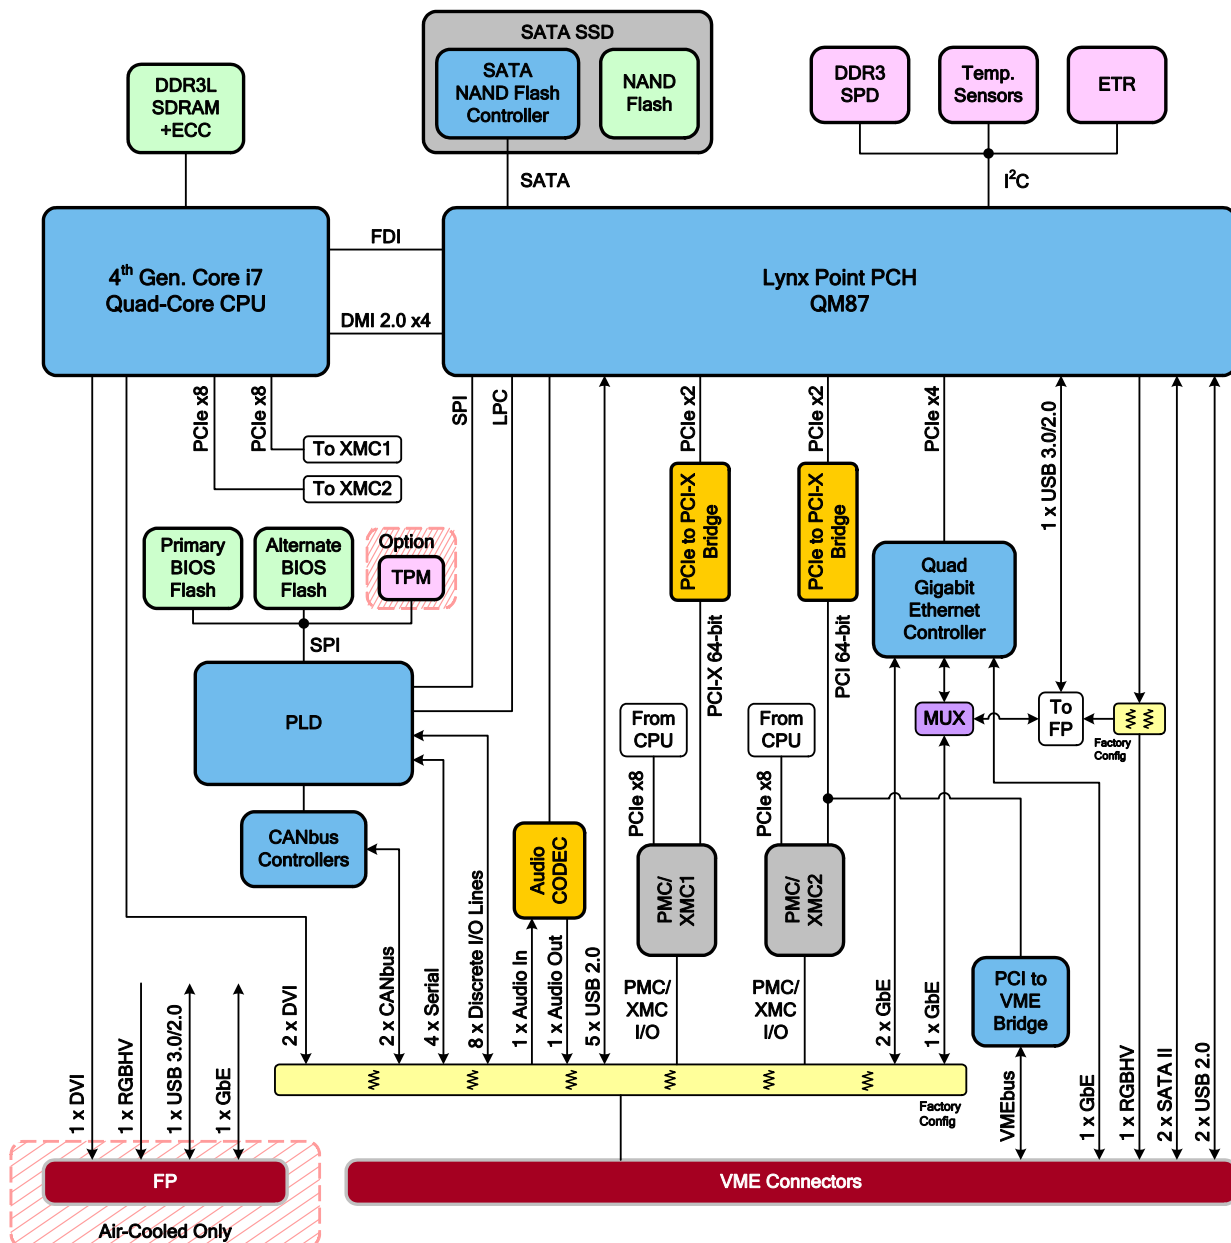 SATA SSD
SATA
NAND Flash
Controller
NAND
Flash
DDR3L
SDRAM
+ECC
DDR3
SPD
Temp.
Sensors
ETR
SATA
I²C
4th Gen. Core i7
Quad-Core CPU
FDI
DMI 2.0 x4
Lynx Point PCH
QM87
PCIe x8
PCIe x8
SPI
LPC
PCIe x2
PCIe x2
PCIe x4
1 x USB 3.0/2.0
To XMC1
To XMC2
PCIe to PCI-X
Bridge
PCIe to PCI-X
Bridge
Primary
BIOS
Flash
Alternate
BIOS
Flash
Option
TPM
SPI
Quad
Gigabit
Ethernet
Controller
PCI-X 64-bit
PCI 64-bit
PLD
From
CPU
From
CPU
MUX
To
FP
Factory
Config
PCIe x8
PCIe x8
CANbus
Controllers
Audio
CODEC
PMC/
XMC1
PMC/
XMC2
2 x DVI
2 x CANbus
4 x Serial
8 x Discrete I/O Lines
1 x Audio In
1 x Audio Out
5 x USB 2.0
PMC/
XMC
I/O
PMC/
XMC
I/O
2 x GbE
1 x GbE
PCI to
VME
Bridge
1 x DVI
1 x RGBHV
1 x USB 3.0/2.0
1 x GbE
Factory
Config
VMEbus
1 x GbE
1 x RGBHV
2 x SATA II
2 x USB 2.0
FP
VME Connectors
Air-Cooled Only